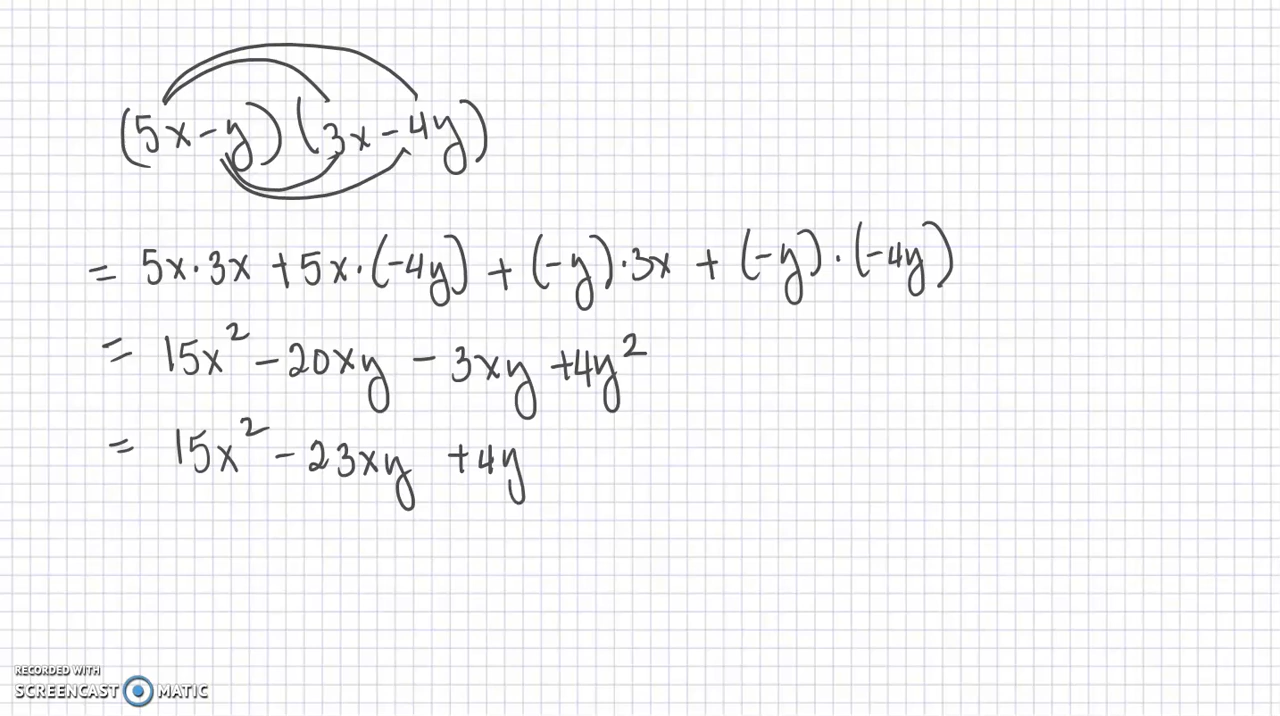 (5x-y)(3x-4y)
= 5x·3x +5x·(-4y) + (-y)·3x + (-y)·(-4y)
= 15x² -20xy -3xy +4y²
= 15x² -23xy +4y
RECORDED WITH
SCREENCAST MATIC